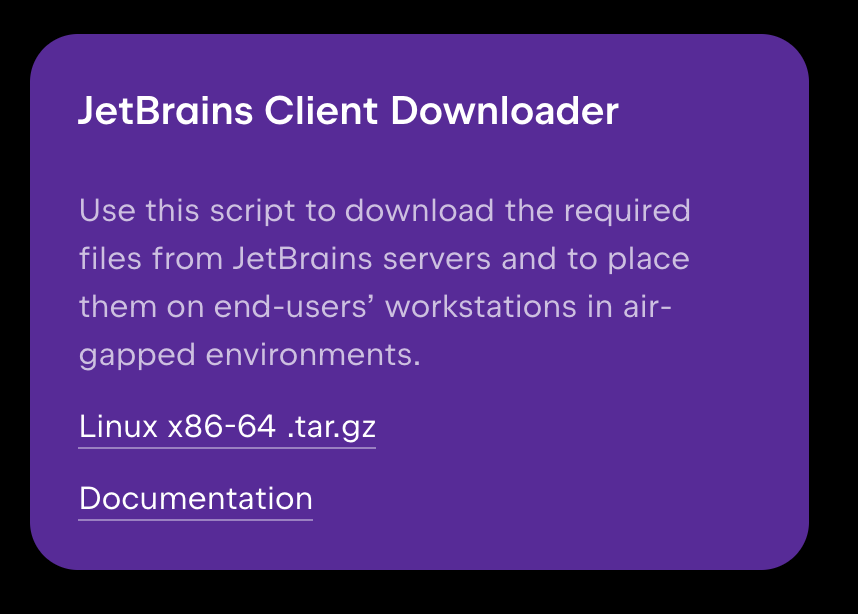 JetBrains Client Downloader
Use this script to download the required
files from JetBrains servers and to place
them on end-users’ workstations in air-
gapped environments.
Linux x86-64 .tar.gz
Documentation